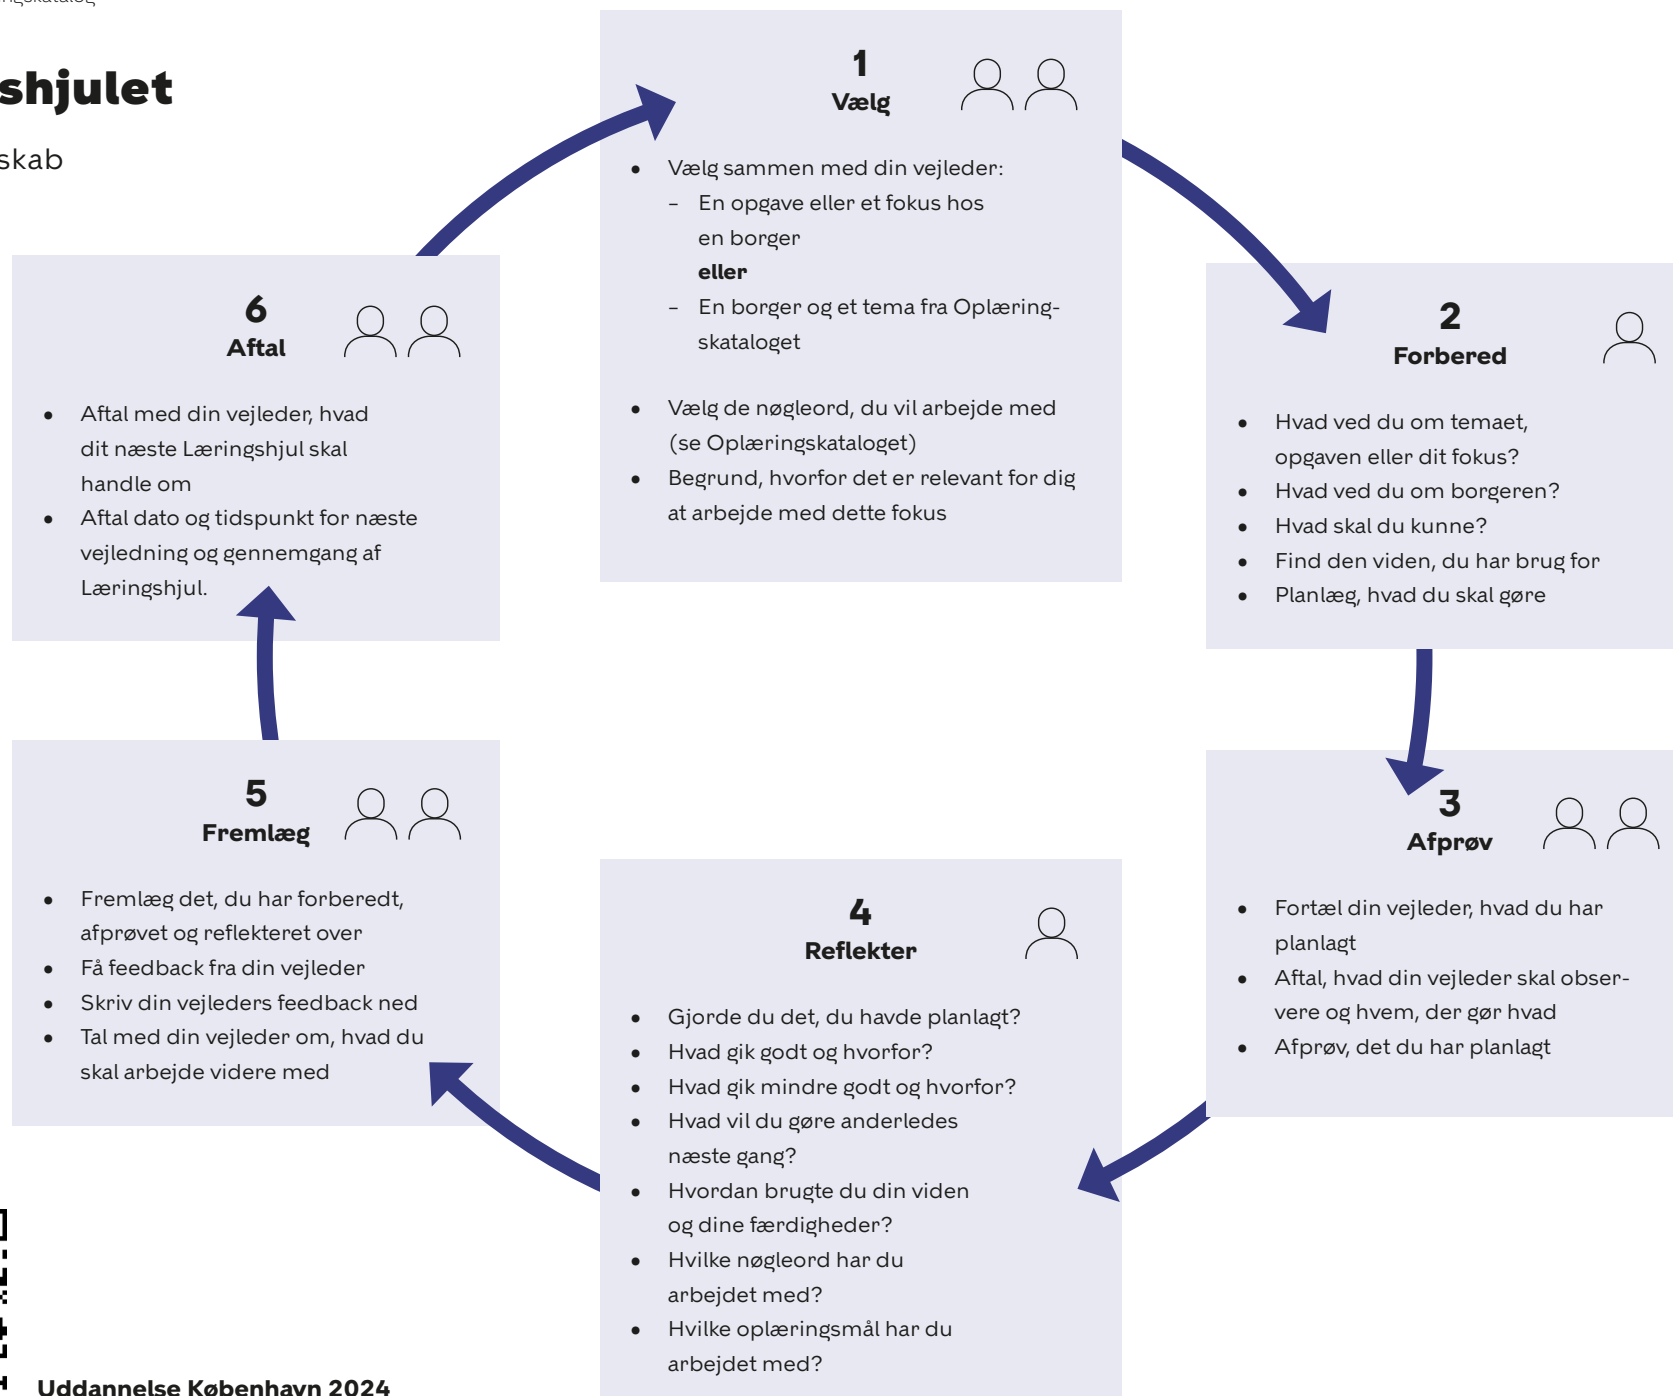 shjulet
skab
1
Vælg
• Vælg sammen med din vejleder:
– En opgave eller et fokus hos
en borger
eller
– En borger og et tema fra Oplæring-
skataloget
• Vælg de nøgleord, du vil arbejde med
(se Oplæringskataloget)
• Begrund, hvorfor det er relevant for dig
at arbejde med dette fokus
2
Forbered
• Hvad ved du om temaet,
opgaven eller dit fokus?
• Hvad ved du om borgeren?
• Hvad skal du kunne?
• Find den viden, du har brug for
• Planlæg, hvad du skal gøre
3
Afprøv
• Fortæl din vejleder, hvad du har
planlagt
• Aftal, hvad din vejleder skal obser-
vere og hvem, der gør hvad
• Afprøv, det du har planlagt
4
Reflekter
• Gjorde du det, du havde planlagt?
• Hvad gik godt og hvorfor?
• Hvad gik mindre godt og hvorfor?
• Hvad vil du gøre anderledes
næste gang?
• Hvordan brugte du din viden
og dine færdigheder?
• Hvilke nøgleord har du
arbejdet med?
• Hvilke oplæringsmål har du
arbejdet med?
5
Fremlæg
• Fremlæg det, du har forberedt,
afprøvet og reflekteret over
• Få feedback fra din vejleder
• Skriv din vejleders feedback ned
• Tal med din vejleder om, hvad du
skal arbejde videre med
6
Aftal
• Aftal med din vejleder, hvad
dit næste Læringshjul skal
handle om
• Aftal dato og tidspunkt for næste
vejledning og gennemgang af
Læringshjul.
Uddannelse København 2024